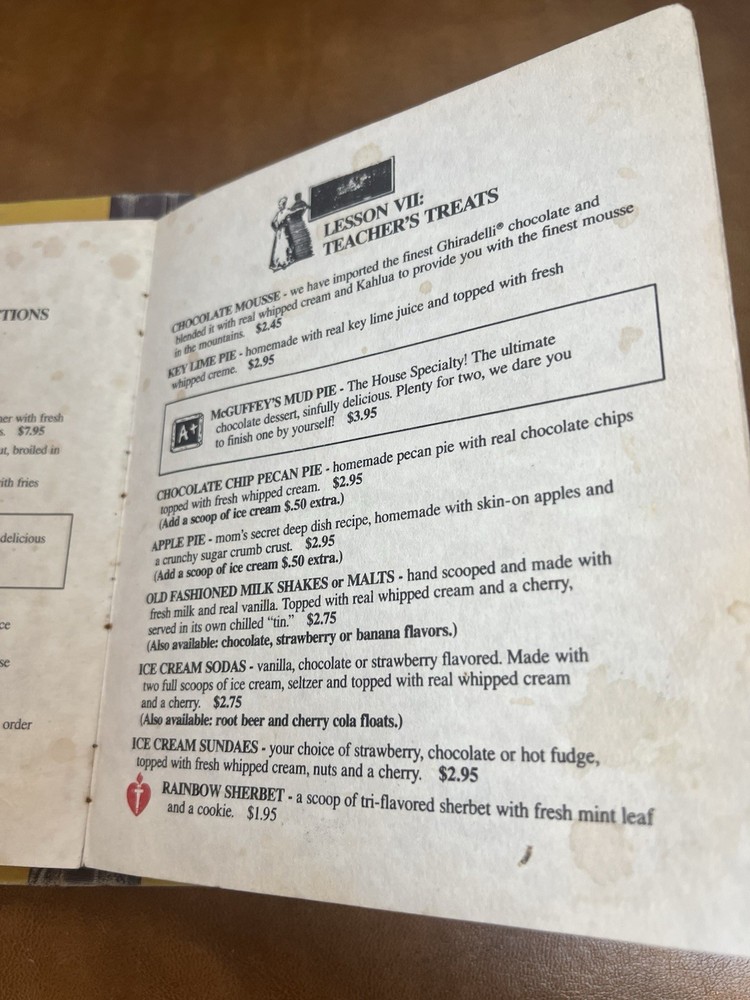 TIONS
her with fresh
s. $7.95
ut, broiled in
ith fries
delicious
ce
se
order
LESSON VII:
TEACHER'S TREATS
CHOCOLATE MOUSSE - we have imported the finest Ghiradelli® chocolate and
blended it with real whipped cream and Kahlua to provide you with the finest mousse
in the mountains. $2.45
KEY LIME PIE - homemade with real key lime juice and topped with fresh
whipped creme. $2.95
A+
McGUFFEY'S MUD PIE - The House Specialty! The ultimate
chocolate dessert, sinfully delicious. Plenty for two, we dare you
to finish one by yourself! $3.95
CHOCOLATE CHIP PECAN PIE - homemade pecan pie with real chocolate chips
topped with fresh whipped cream. $2.95
(Add a scoop of ice cream $.50 extra.)
APPLE PIE - mom's secret deep dish recipe, homemade with skin-on apples and
a crunchy sugar crumb crust. $2.95
(Add a scoop of ice cream $.50 extra.)
OLD FASHIONED MILK SHAKES or MALTS - hand scooped and made with
fresh milk and real vanilla. Topped with real whipped cream and a cherry,
served in its own chilled "tin." $2.75
(Also available: chocolate, strawberry or banana flavors.)
ICE CREAM SODAS - vanilla, chocolate or strawberry flavored. Made with
two full scoops of ice cream, seltzer and topped with real whipped cream
and a cherry. $2.75
(Also available: root beer and cherry cola floats.)
ICE CREAM SUNDAES - your choice of strawberry, chocolate or hot fudge,
topped with fresh whipped cream, nuts and a cherry. $2.95
RAINBOW SHERBET - a scoop of tri-flavored sherbet with fresh mint leaf
and a cookie. $1.95